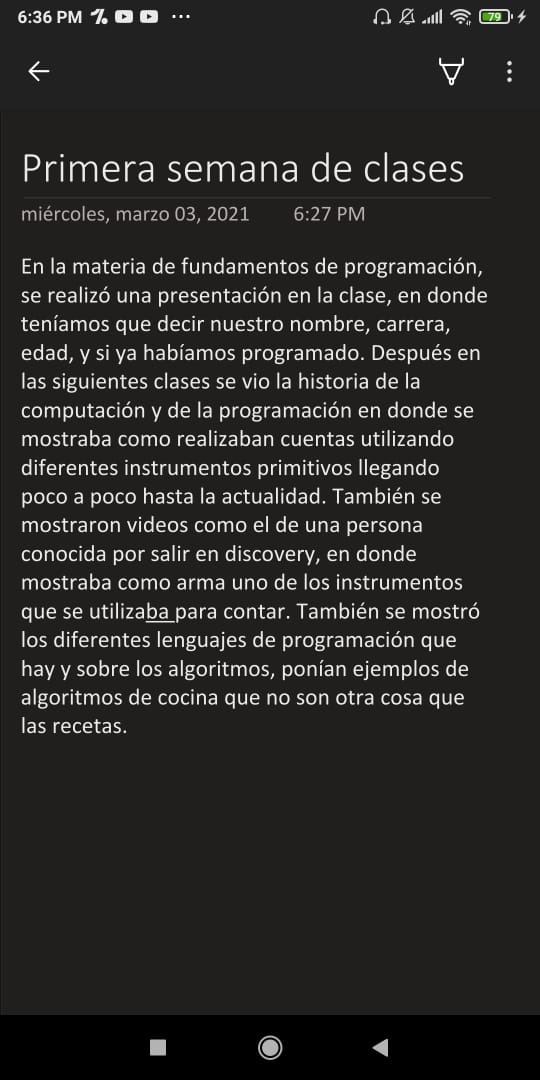 6:36 PM
79
Primera semana de clases
miércoles, marzo 03, 2021 6:27 PM
En la materia de fundamentos de programación,
se realizó una presentación en la clase, en donde
teníamos que decir nuestro nombre, carrera,
edad, y si ya habíamos programado. Después en
las siguientes clases se vio la historia de la
computación y de la programación en donde se
mostraba como realizaban cuentas utilizando
diferentes instrumentos primitivos llegando
poco a poco hasta la actualidad. También se
mostraron videos como el de una persona
conocida por salir en discovery, en donde
mostraba como arma uno de los instrumentos
que se utilizaba para contar. También se mostró
los diferentes lenguajes de programación que
hay y sobre los algoritmos, ponían ejemplos de
algoritmos de cocina que no son otra cosa que
las recetas.